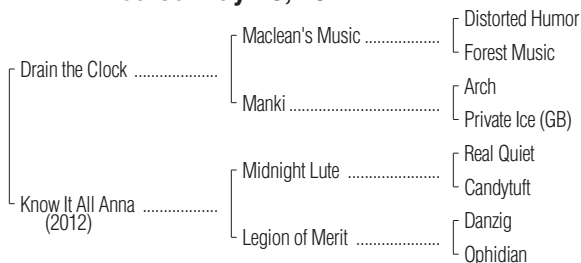 Distorted Humor
Maclean's Music ....................
Forest Music
Drain the Clock ....................
Arch
Manki ....................................
Private Ice (GB)
Real Quiet
Midnight Lute ......................
Candytuft
Know It All Anna ..................
(2012)
Danzig
Legion of Merit ....................
Ophidian